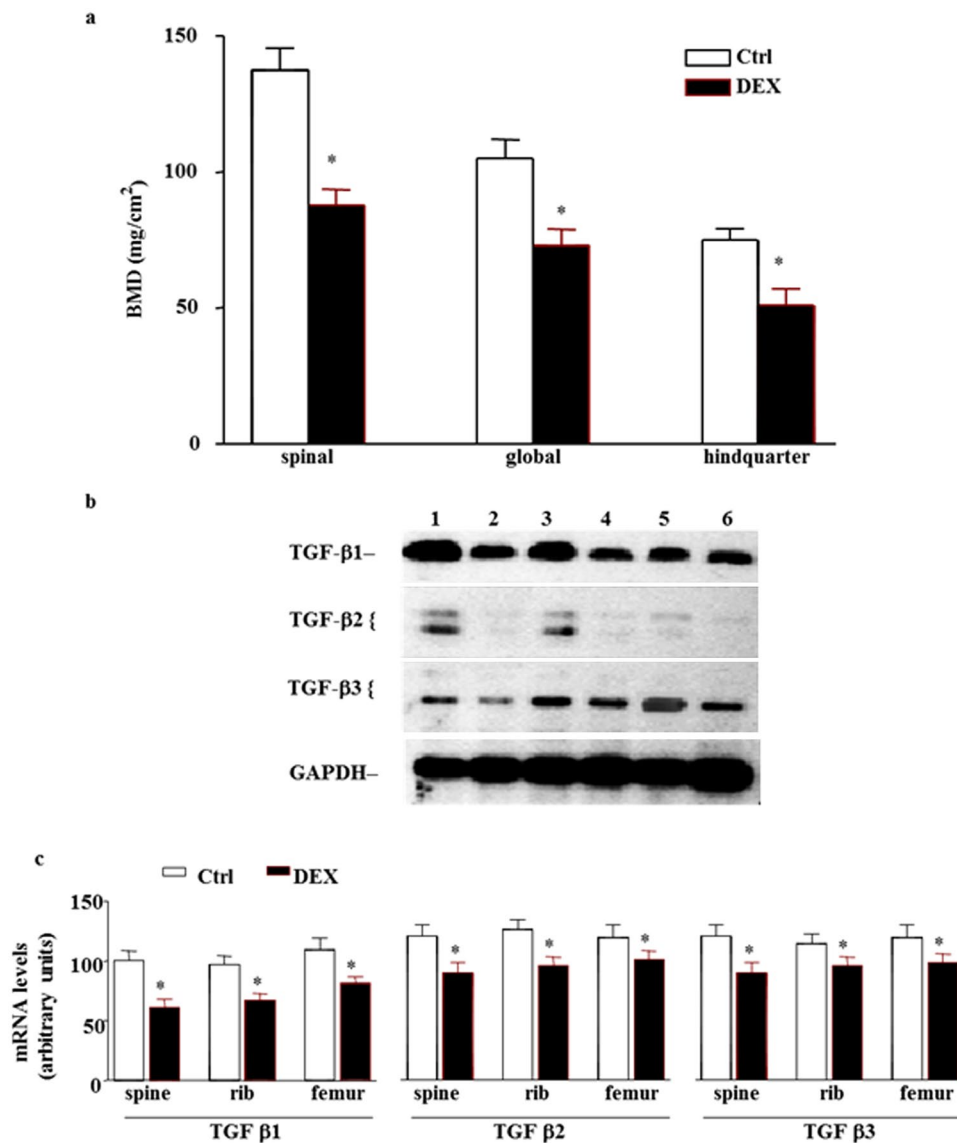 a
150
100
50
0
BMD (mg/cm²)
Ctrl
DEX
*
*
*
spinal global hindquarter
b
1 2 3 4 5 6
TGF-β1–
TGF-β2 {
TGF-β3 {
GAPDH–
c
Ctrl DEX
150
100
50
0
mRNA levels
(arbitrary units)
* * * * * * * * *
spine rib femur spine rib femur spine rib femur
TGF β1 TGF β2 TGF β3